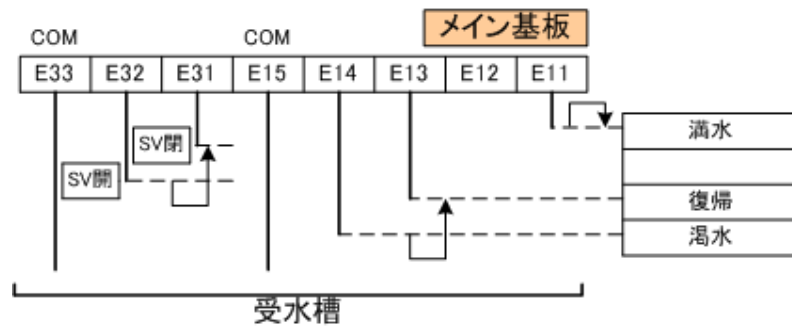 メイン基板
COM COM
E33 E32 E31 E15 E14 E13 E12 E11
満水
SV閉
SV開
復帰
渇水
受水槽